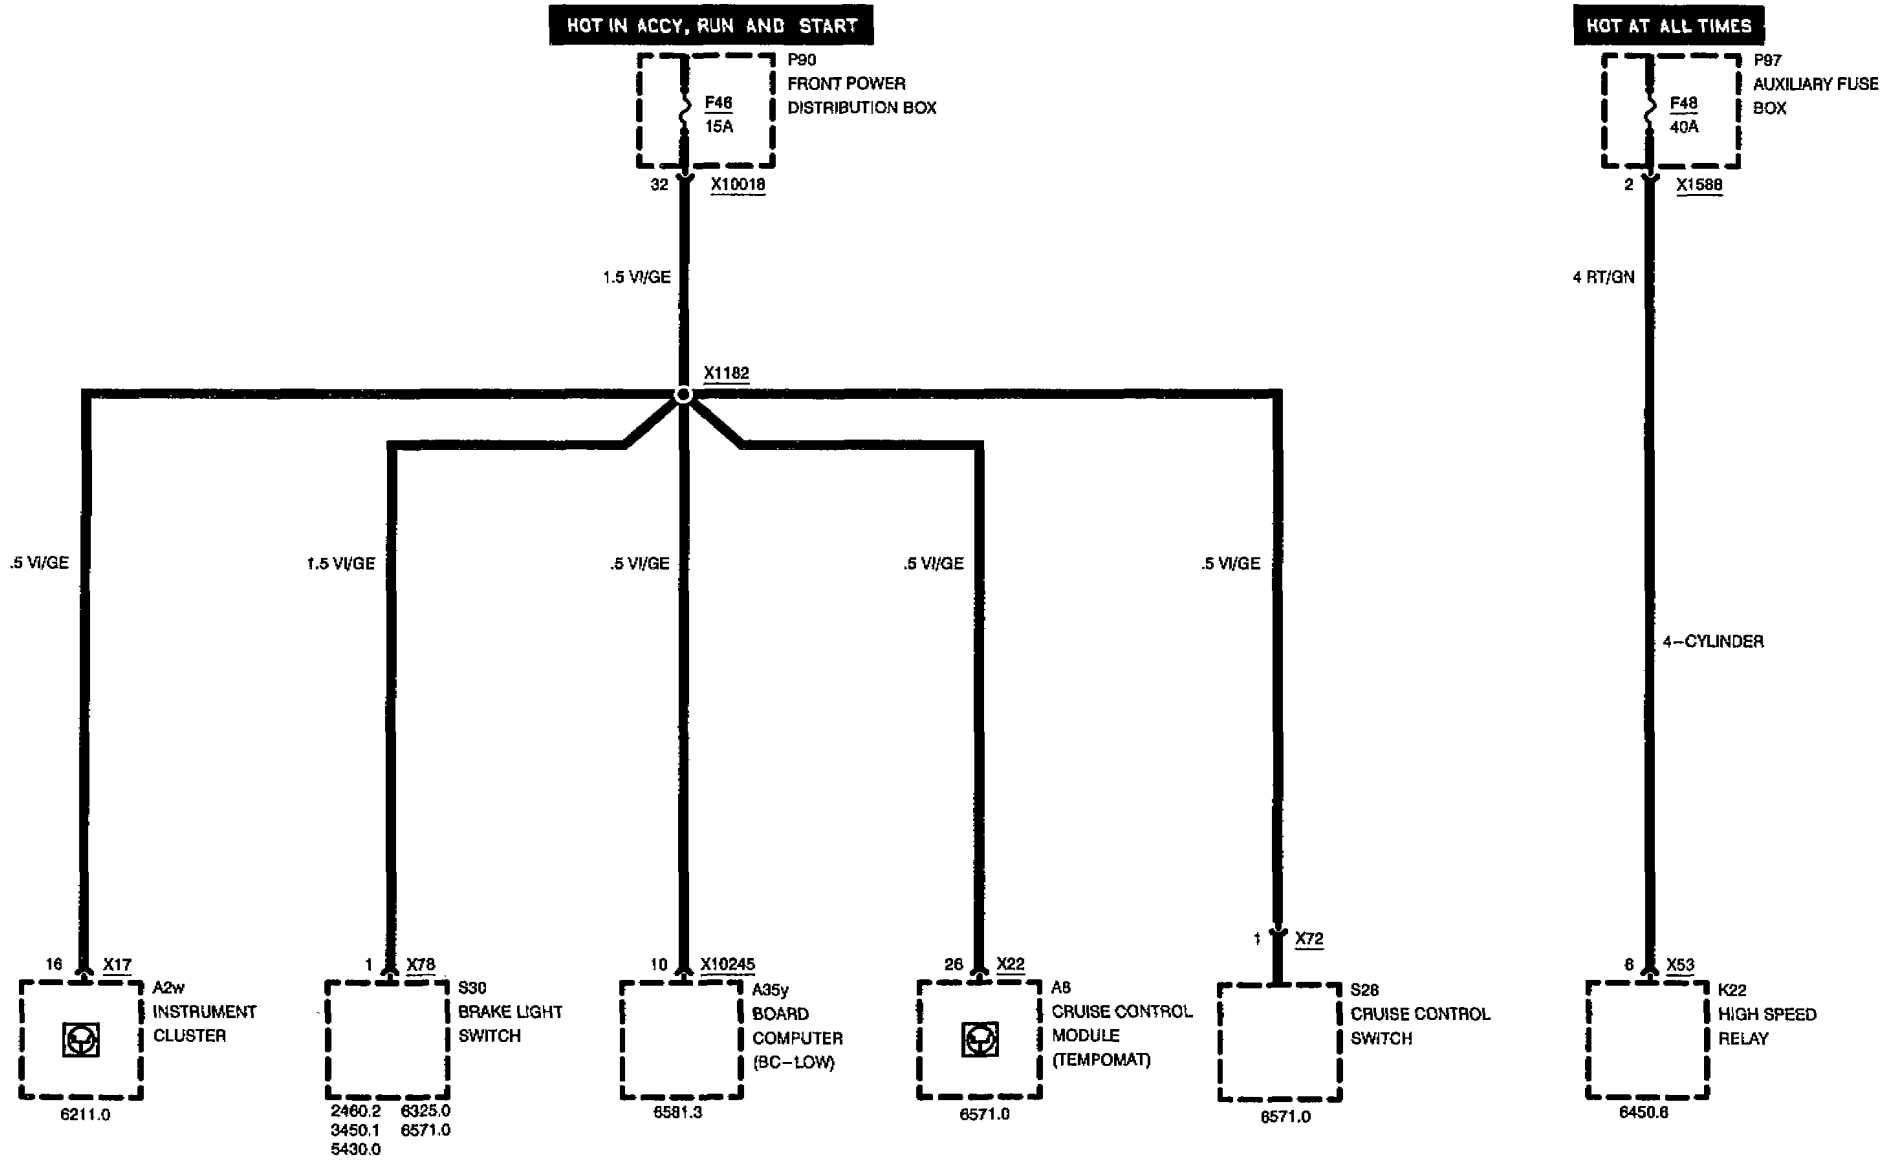 HOT IN ACCY, RUN AND START
HOT AT ALL TIMES
P90
FRONT POWER
DISTRIBUTION BOX
F46
15A
32
X10018
P97
AUXILIARY FUSE
BOX
F48
40A
2
X1588
1.5 VI/GE
4 RT/GN
X1182
.5 VI/GE
1.5 VI/GE
.5 VI/GE
.5 VI/GE
.5 VI/GE
4-CYLINDER
16
X17
1
X78
10
X10245
26
X22
1
X72
6
X53
A2w
INSTRUMENT
CLUSTER
6211.0
S30
BRAKE LIGHT
SWITCH
2460.2 6325.0
3450.1 6571.0
5430.0
A35y
BOARD
COMPUTER
(BC-LOW)
6581.3
A8
CRUISE CONTROL
MODULE
(TEMPOMAT)
6571.0
S28
CRUISE CONTROL
SWITCH
6571.0
K22
HIGH SPEED
RELAY
6450.6